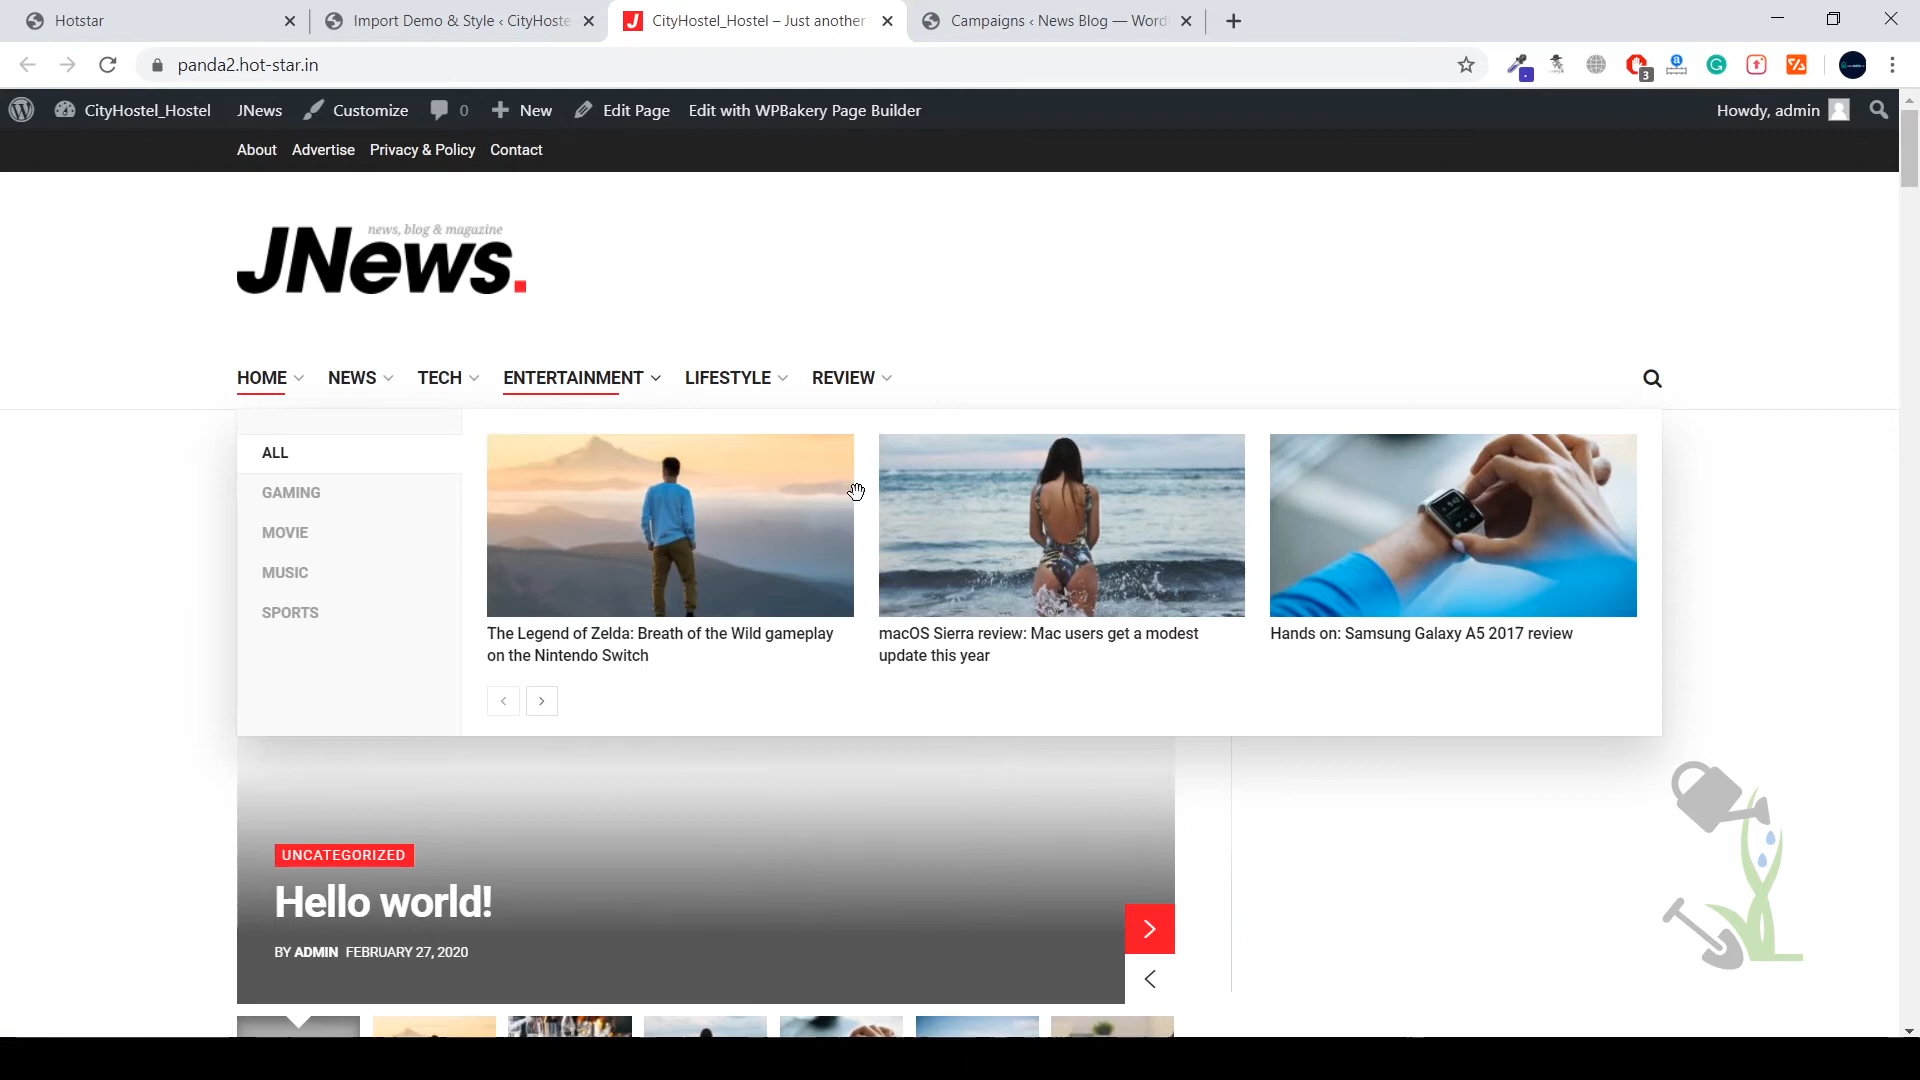 Hotstar
Import Demo & Style ‹ CityHoste
CityHostel_Hostel – Just another
Campaigns ‹ News Blog — Word
panda2.hot-star.in
3
CityHostel_Hostel
JNews
Customize
0
New
Edit Page
Edit with WPBakery Page Builder
Howdy, admin
About
Advertise
Privacy & Policy
Contact
news, blog & magazine
JNews.
HOME
NEWS
TECH
ENTERTAINMENT
LIFESTYLE
REVIEW
ALL
GAMING
MOVIE
MUSIC
SPORTS
The Legend of Zelda: Breath of the Wild gameplay
on the Nintendo Switch
macOS Sierra review: Mac users get a modest
update this year
Hands on: Samsung Galaxy A5 2017 review
UNCATEGORIZED
Hello world!
BY ADMIN FEBRUARY 27, 2020